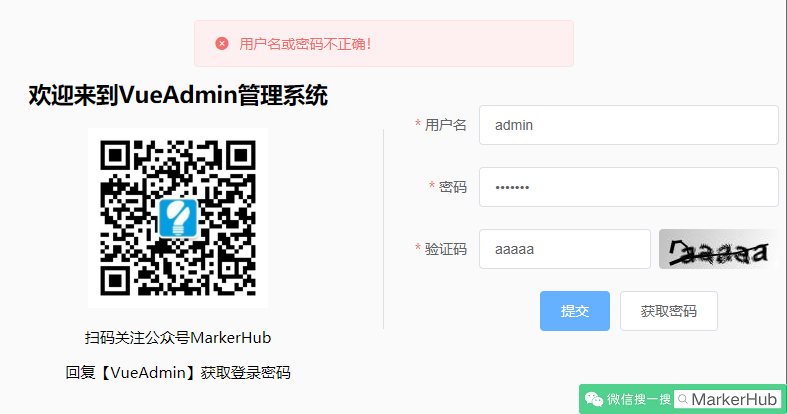 用户名或密码不正确！
欢迎来到VueAdmin管理系统
* 用户名 admin
* 密码 •••••••
* 验证码 aaaaa aaaaa
提交 获取密码
扫码关注公众号MarkerHub
回复【VueAdmin】获取登录密码
微信搜一搜 MarkerHub